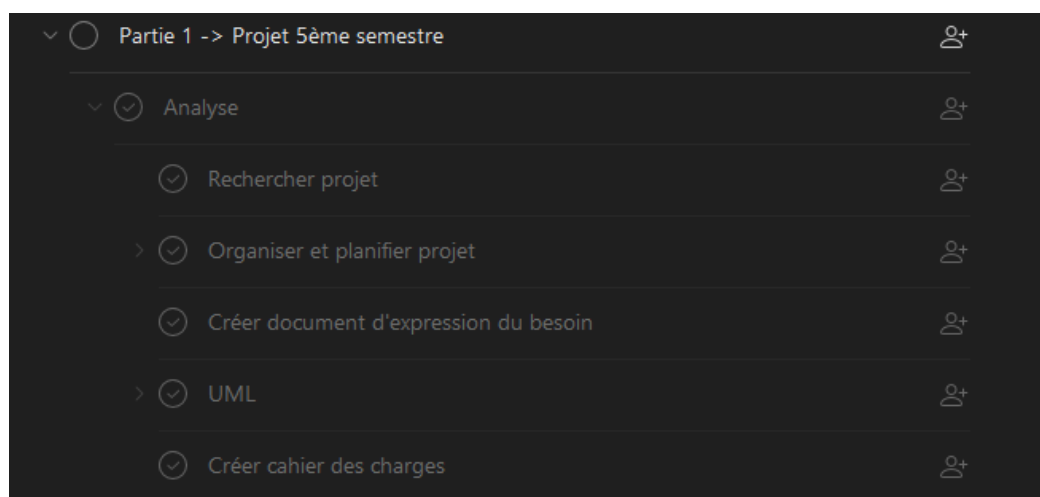 Partie 1 -> Projet 5ème semestre
Analyse
Rechercher projet
Organiser et planifier projet
Créer document d'expression du besoin
UML
Créer cahier des charges